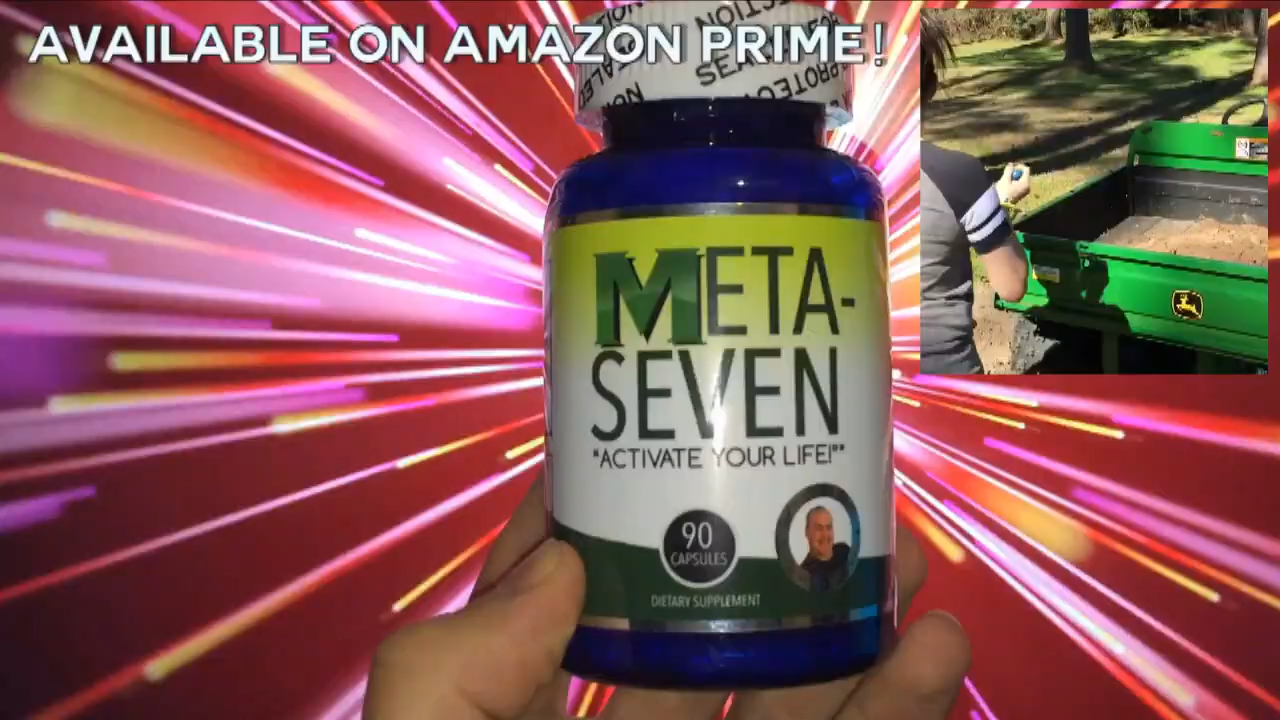 AVAILABLE ON AMAZON PRIME!
META-
SEVEN
"ACTIVATE YOUR LIFE!"*
90
CAPSULES
DIETARY SUPPLEMENT